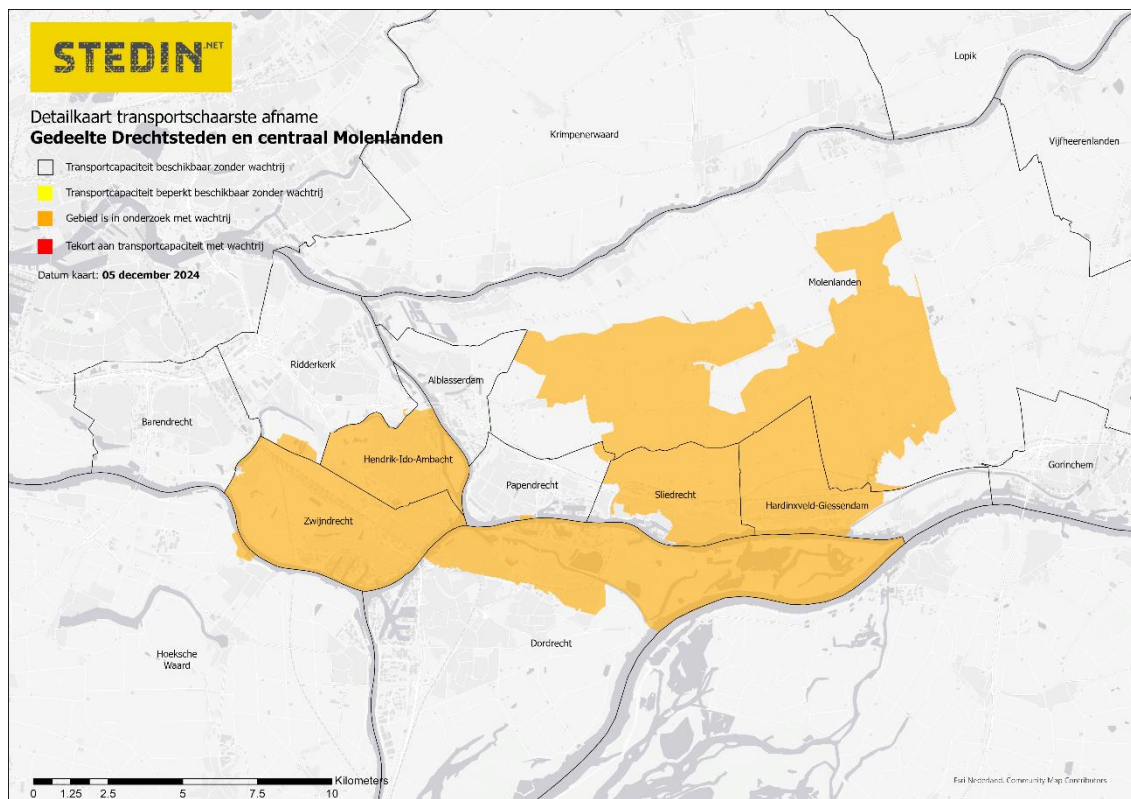 STEDIN.NET
Detailkaart transportschaarste afname
Gedeelte Drechtsteden en centraal Molenlanden
Transportcapaciteit beschikbaar zonder wachtrij
Transportcapaciteit beperkt beschikbaar zonder wachtrij
Gebied is in onderzoek met wachtrij
Tekort aan transportcapaciteit met wachtrij
Datum kaart: 05 december 2024
Lopik
Krimpenerwaard
Vijfheerenlanden
Molenlanden
Ridderkerk
Alblasserdam
Barendrecht
Hendrik-Ido-Ambacht
Gorinchem
Papendrecht
Sliedrecht
Hardinxveld-Giessendam
Zwijndrecht
Dordrecht
Hoeksche
Waard
Kilometers
0 1.25 2.5 5 7.5 10
Esri Nederland, Community Map Contributors